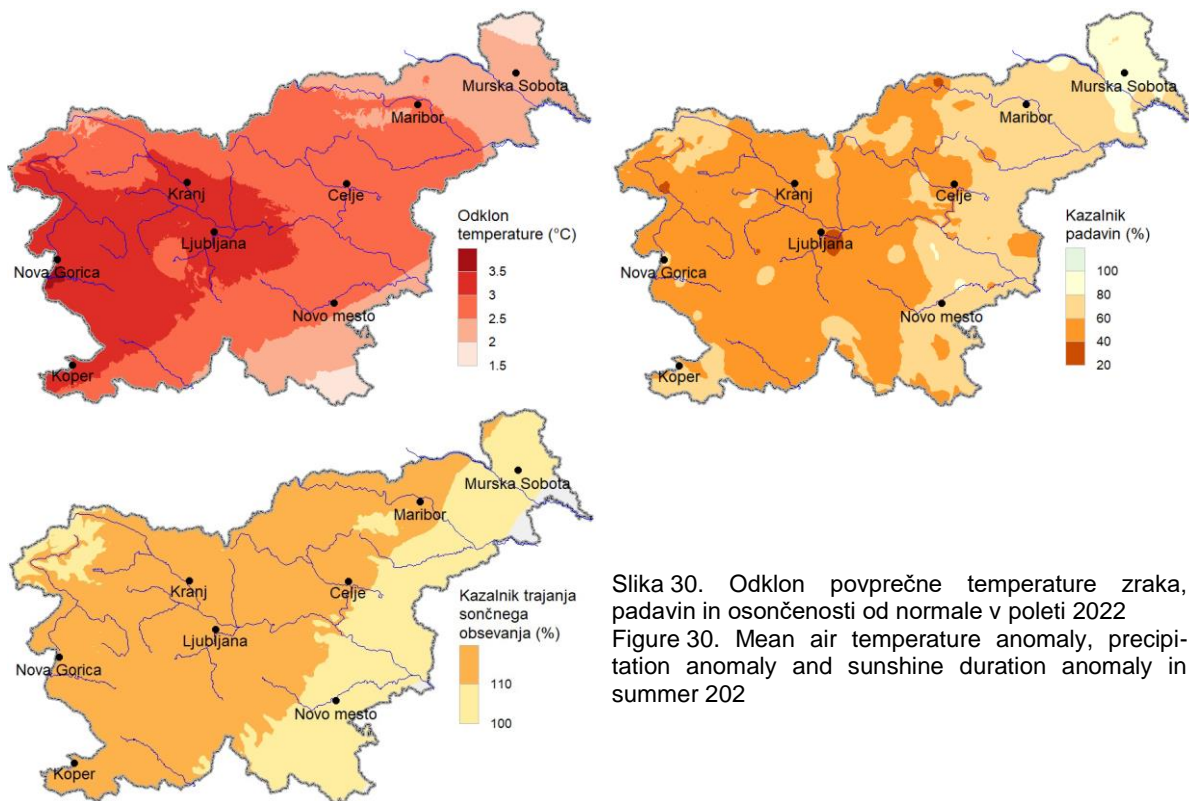 Murska Sobota
Maribor
Kranj
Celje
Ljubljana
Nova Gorica
Novo mesto
Koper
Odklon
temperature (°C)
3.5
3
2.5
2
1.5
Murska Sobota
Maribor
Kranj
Celje
Ljubljana
Nova Gorica
Novo mesto
Koper
Kazalnik
padavin (%)
100
80
60
40
20
Murska Sobota
Maribor
Kranj
Celje
Ljubljana
Nova Gorica
Novo mesto
Koper
Kazalnik trajanja
sončnega
obsevanja (%)
110
100
Slika 30. Odklon povprečne temperature zraka,
padavin in osončenosti od normale v poleti 2022
Figure 30. Mean air temperature anomaly, precipi-
tation anomaly and sunshine duration anomaly in
summer 202